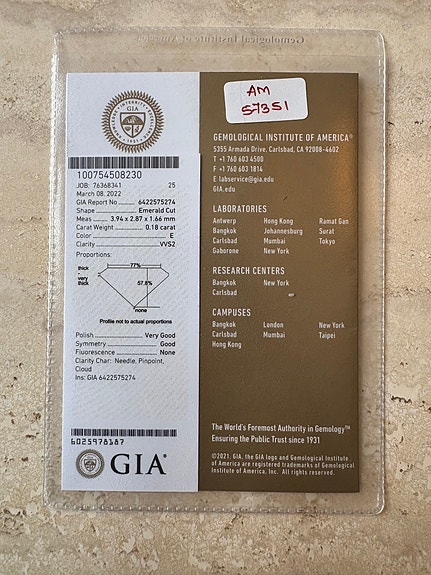 Gemological Institute of America
GIA
100754508230
JOB: 76368341 25
March 08, 2022
GIA Report No. 6422575274
Shape Emerald Cut
Meas. 3.94 x 2.87 x 1.66 mm
Carat Weight 0.18 carat
Color E
Clarity VVS2
Proportions:
77%
thick
-
very
thick
57.8%
none
Profile not to actual proportions
Polish Very Good
Symmetry Good
Fluorescence None
Clarity Char: Needle, Pinpoint,
Cloud
Ins: GIA 6422575274
6025978187
GIA®
AM
57351
GEMOLOGICAL INSTITUTE OF AMERICA®
5355 Armada Drive, Carlsbad, CA 92008-4602
T +1 760 603 4500
F +1 760 603 1814
E labservice@gia.edu
GIA.edu
LABORATORIES
Antwerp Hong Kong Ramat Gan
Bangkok Johannesburg Surat
Carlsbad Mumbai Tokyo
Gaborone New York
RESEARCH CENTERS
Bangkok New York
Carlsbad
CAMPUSES
Bangkok London New York
Carlsbad Mumbai Taipei
Hong Kong
The World's Foremost Authority in Gemology™
Ensuring the Public Trust since 1931
©2021, GIA, the GIA logo and Gemological Institute
of America are registered trademarks of Gemological
Institute of America, Inc. All rights reserved.